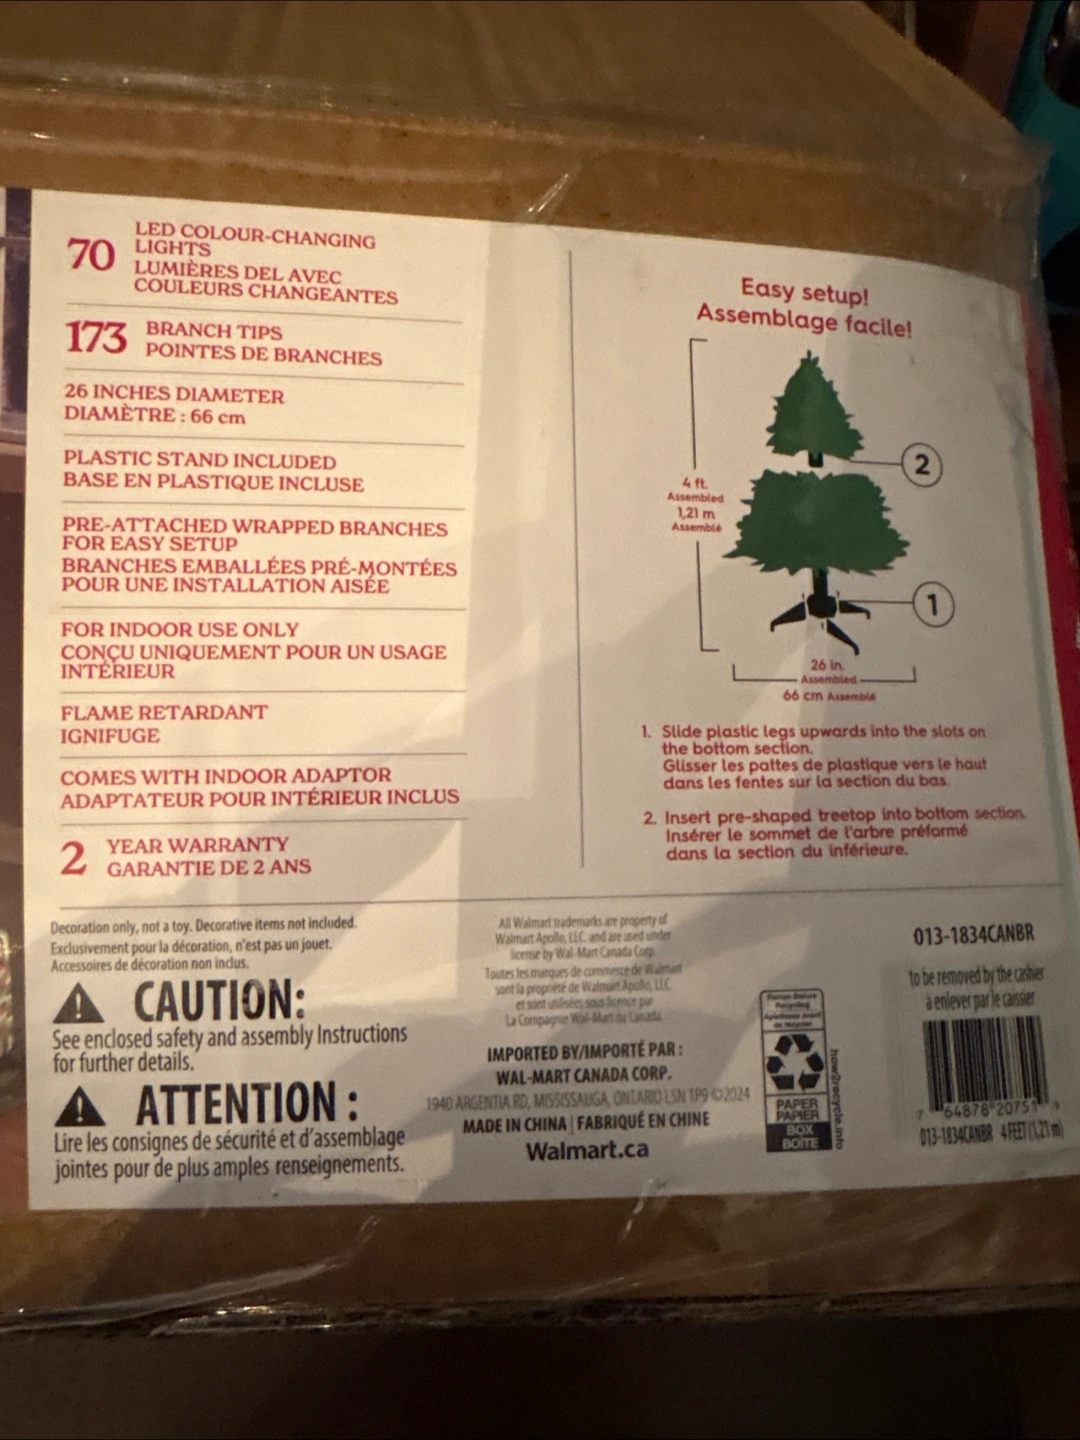 70
LED COLOUR-CHANGING
LIGHTS
LUMIÈRES DEL AVEC
COULEURS CHANGEANTES
173
BRANCH TIPS
POINTES DE BRANCHES
26 INCHES DIAMETER
DIAMÈTRE : 66 cm
PLASTIC STAND INCLUDED
BASE EN PLASTIQUE INCLUSE
PRE-ATTACHED WRAPPED BRANCHES
FOR EASY SETUP
BRANCHES EMBALLÉES PRÉ-MONTÉES
POUR UNE INSTALLATION AISÉE
FOR INDOOR USE ONLY
CONÇU UNIQUEMENT POUR UN USAGE
INTÉRIEUR
FLAME RETARDANT
IGNIFUGE
COMES WITH INDOOR ADAPTOR
ADAPTATEUR POUR INTÉRIEUR INCLUS
2
YEAR WARRANTY
GARANTIE DE 2 ANS
Easy setup!
Assemblage facile!
2
4 ft.
Assembled
1,21 m
Assemblé
1
26 in.
Assembled
66 cm Assemblé
1. Slide plastic legs upwards into the slots on
the bottom section.
Glisser les pattes de plastique vers le haut
dans les fentes sur la section du bas.
2. Insert pre-shaped treetop into bottom section.
Insérer le sommet de l'arbre préformé
dans la section du inférieure.
Decoration only, not a toy. Decorative items not included.
Exclusivement pour la décoration, n'est pas un jouet.
Accessoires de décoration non inclus.
CAUTION:
See enclosed safety and assembly Instructions
for further details.
ATTENTION :
Lire les consignes de sécurité et d'assemblage
jointes pour de plus amples renseignements.
All Walmart trademarks are property of
Walmart Apollo, LLC. and are used under
license by Wal-Mart Canada Corp.
Toutes les marques de commerce de Walmart
sont la propriété de Walmart Apollo, LLC
et sont utilisées sous licence par
La Compagnie Wal-Mart du Canada.
IMPORTED BY/IMPORTÉ PAR :
WAL-MART CANADA CORP.
1940 ARGENTIA RD, MISSISSAUGA, ONTARIO L5N 1P9 ©2024
MADE IN CHINA | FABRIQUÉ EN CHINE
Walmart.ca
Flatten Before
Recycling
Aplatissez avant
de recycler
PAPER
PAPIER
BOX
BOÎTE
how2recycle.info
013-1834CANBR
to be removed by the cashier
à enlever par le caissier
7 64878 20751 9
013-1834CANBR 4 FEET (1,21 m)